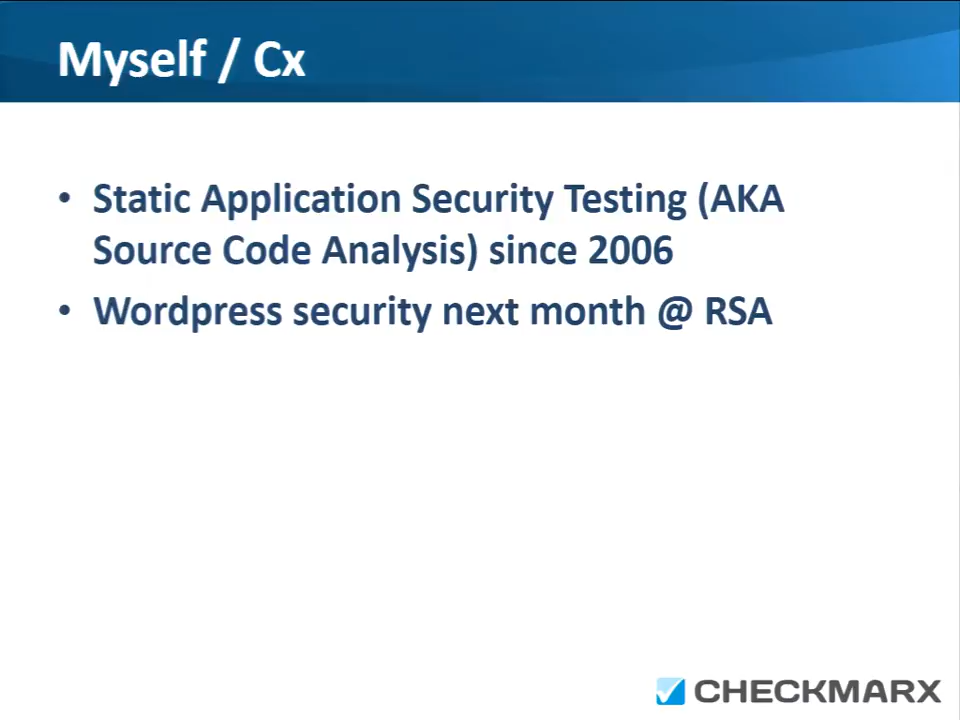 Myself / Cx
• Static Application Security Testing (AKA
Source Code Analysis) since 2006
• Wordpress security next month @ RSA
CHECKMARX